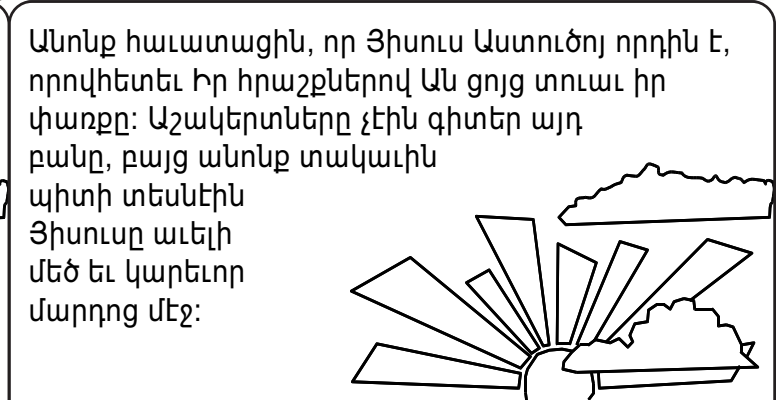 Անոնք հաւատացին, որ Յիսուս Աստուծոյ որդին է,
որովհետեւ Իր հրաշքներով Ան ցոյց տուաւ իր
փառքը: Աշակերտները չէին գիտեր այդ
բանը, բայց անոնք տակաւին
պիտի տեսնէին
Յիսուսը աւելի
մեծ եւ կարեւոր
մարդոց մէջ: